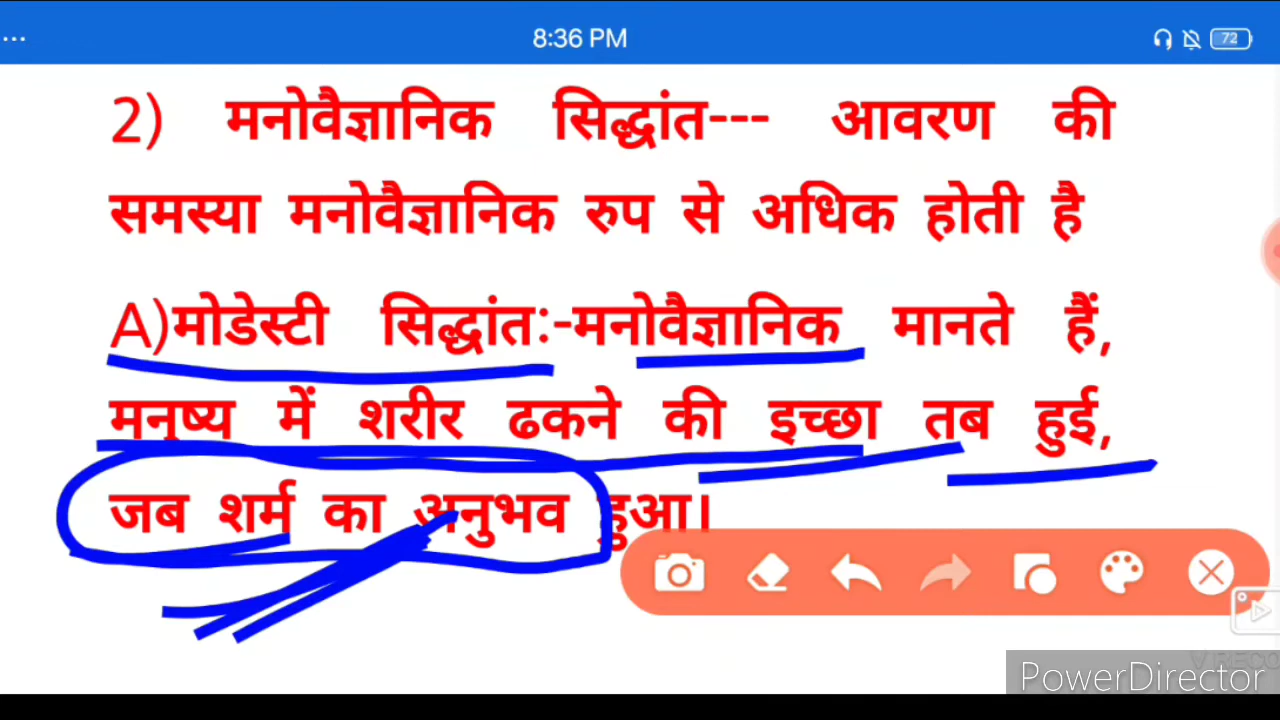 8:36 PM
72
2) मनोवैज्ञानिक सिद्धांत--- आवरण की
समस्या मनोवैज्ञानिक रुप से अधिक होती है
A)मोडेस्टी सिद्धांत:-मनोवैज्ञानिक मानते हैं,
मनुष्य में शरीर ढकने की इच्छा तब हुई,
जब शर्म का अनुभव हुआ।
PowerDirector